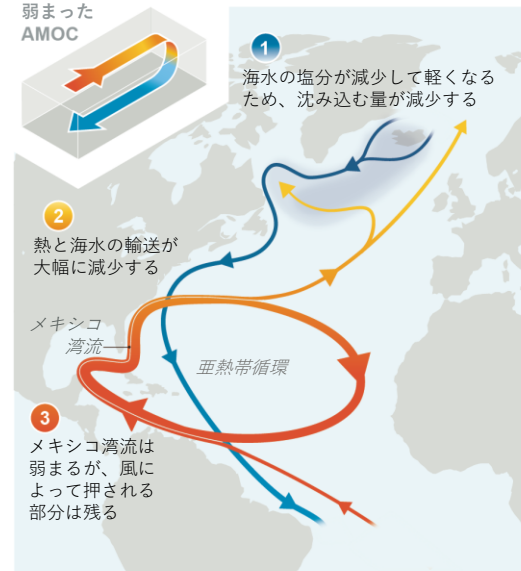 弱まった
AMOC
1
海水の塩分が減少して軽くなる
ため、沈み込む量が減少する
2
熱と海水の輸送が
大幅に減少する
メキシコ
湾流
亜熱帯循環
3
メキシコ湾流は
弱まるが、風に
よって押される
部分は残る